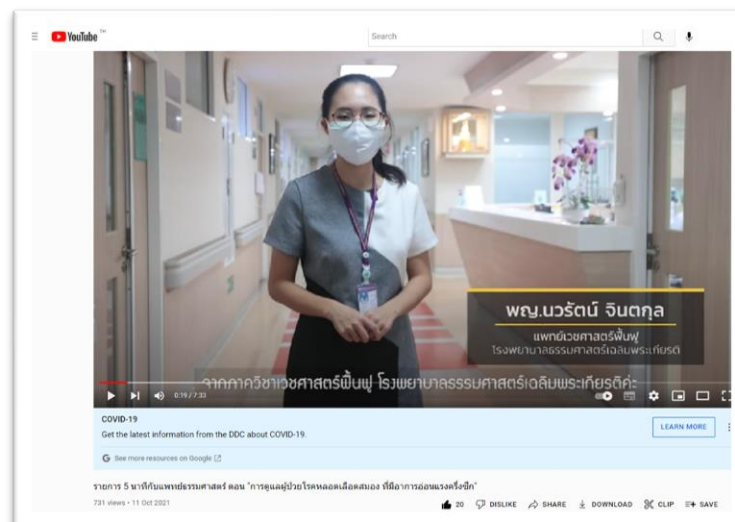 YouTube TH
Search
พญ.นวรัตน์ จินตกุล
แพทย์เวชศาสตร์ฟื้นฟู
โรงพยาบาลธรรมศาสตร์เฉลิมพระเกียรติ
จากภาควิชาเวชศาสตร์ฟื้นฟู โรงพยาบาลธรรมศาสตร์เฉลิมพระเกียรติค่ะ
0:19 / 7:33
COVID-19
Get the latest information from the DDC about COVID-19.
LEARN MORE
See more resources on Google
รายการ 5 นาทีกับแพทย์ธรรมศาสตร์ ตอน "การดูแลผู้ป่วยโรคหลอดเลือดสมอง ที่มีอาการอ่อนแรงครึ่งซีก"
731 views • 11 Oct 2021
20 DISLIKE SHARE DOWNLOAD CLIP SAVE